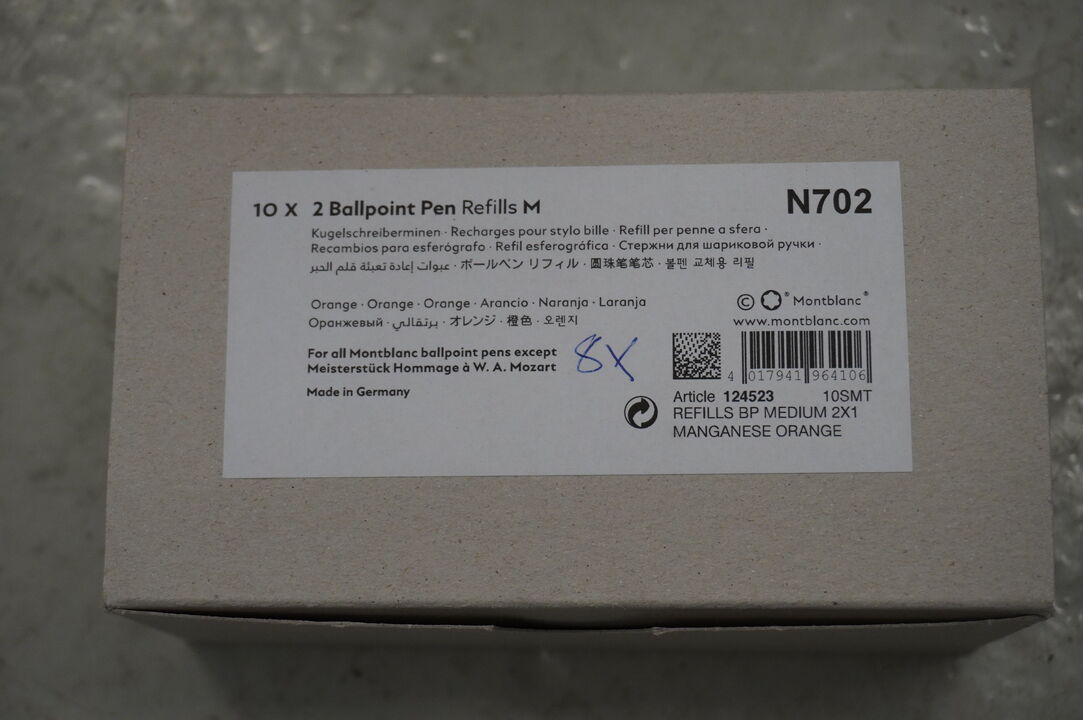 10 X 2 Ballpoint Pen Refills M
N702
Kugelschreiberminen · Recharges pour stylo bille · Refill per penne a sfera ·
Recambios para esferógrafo · Refil esferográfica · Стержни для шариковой ручки ·
عبوات إعادة تعبئة قلم الحبر · ボールペン リフィル · 圆珠笔笔芯 · 볼펜 교체용 리필
Orange · Orange · Orange · Arancio · Naranja · Laranja
Оранжевый · برتقالي · オレンジ · 橙色 · 오렌지
© ® Montblanc®
www.montblanc.com
For all Montblanc ballpoint pens except
Meisterstück Hommage à W. A. Mozart
8X
Made in Germany
4 017941 964106
Article 124523 10SMT
REFILLS BP MEDIUM 2X1
MANGANESE ORANGE